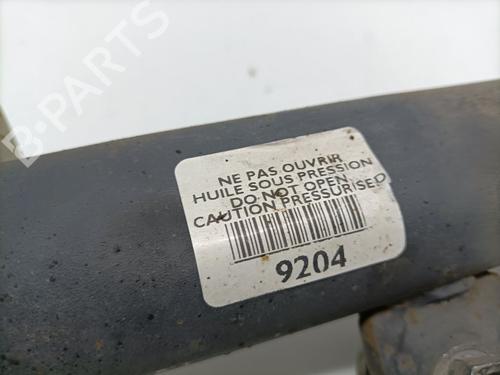 B-PARTS
NE PAS OUVRIR
HUILE SOUS PRESSION
DO NOT OPEN
CAUTION PRESSURISED
9204